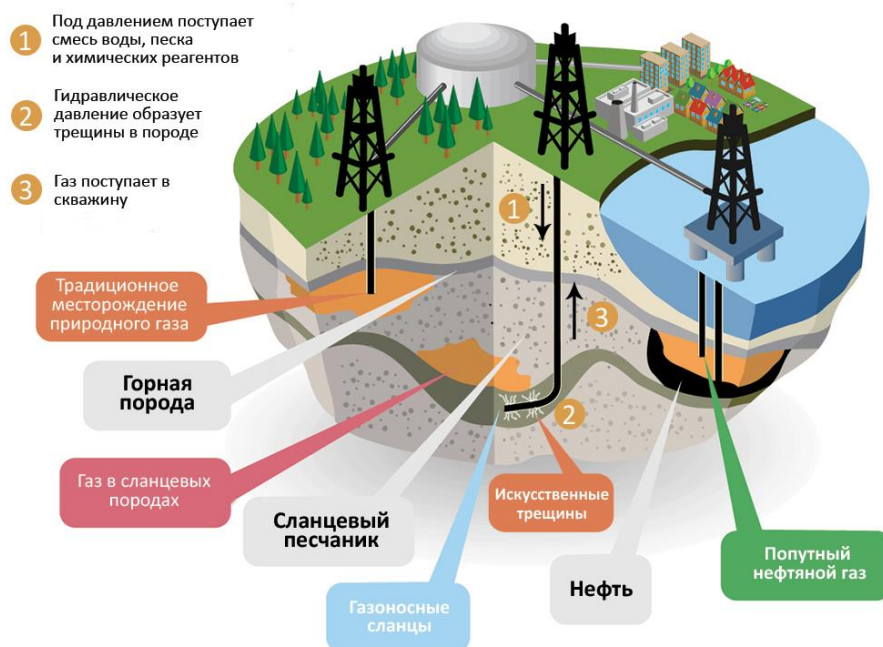 1
Под давлением поступает
смесь воды, песка
и химических реагентов
2
Гидравлическое
давление образует
трещины в породе
3
Газ поступает в
скважину
1
2
3
Традиционное
месторождение
природного газа
Горная
порода
Газ в сланцевых
породах
Сланцевый
песчаник
Газоносные
сланцы
Искусственные
трещины
Нефть
Попутный
нефтяной газ